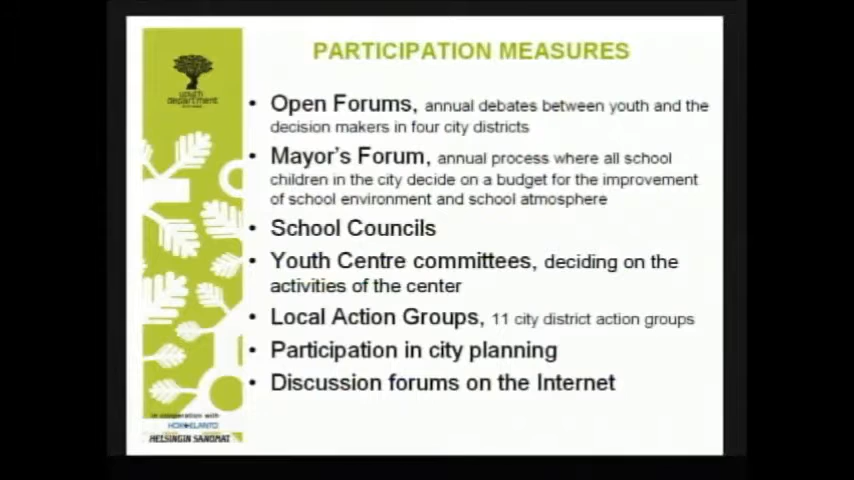 PARTICIPATION MEASURES
youth
department
• Open Forums, annual debates between youth and the
decision makers in four city districts
• Mayor's Forum, annual process where all school
children in the city decide on a budget for the improvement
of school environment and school atmosphere
• School Councils
• Youth Centre committees, deciding on the
activities of the center
• Local Action Groups, 11 city district action groups
• Participation in city planning
• Discussion forums on the Internet
in cooperation with
HOK-ELANTO
HELSINGIN SANOMAT